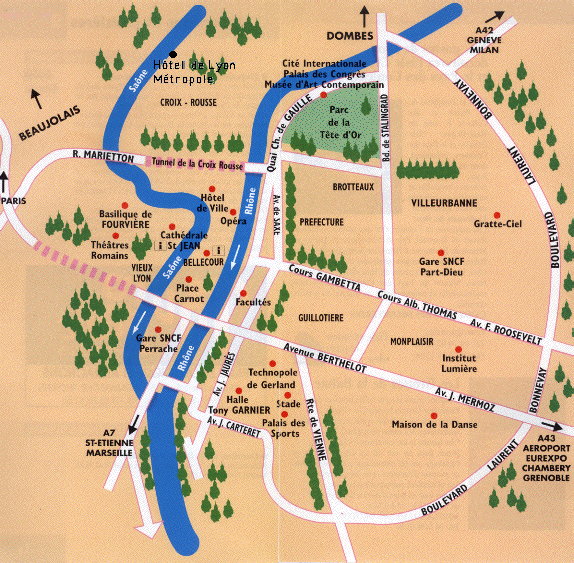 DOMBES
A42
GENEVE
MILAN
Hôtel de Lyon
Métropole
Saône
Cité Internationale
Palais des Congrès
Musée d'Art Contemporain
CROIX - ROUSSE
BEAUJOLAIS
Quai Ch. de GAULLE
Parc
de la
Tête d'Or
Bd. de STALINGRAD
BOULEVARD
LAURENT
BONNEVAY
R. MARIETTON
Tunnel de la Croix Rousse
PARIS
Rhône
BROTTEAUX
VILLEURBANNE
Hôtel
de Ville
Opéra
Av. de SAXE
PREFECTURE
Gratte-Ciel
Basilique de
FOURVIÈRE
Cathédrale
St JEAN
i
Théâtres
Romains
BELLECOUR
i
VIEUX
LYON
Saône
Gare SNCF
Part-Dieu
Place
Carnot
Facultés
Cours GAMBETTA
Cours Alb. THOMAS
Av. F. ROOSEVELT
GUILLOTIERE
MONPLAISIR
Gare SNCF
Perrache
Rhône
Avenue BERTHELOT
Institut
Lumière
Av. J. JAURÈS
Technopole
de Gerland
Av. J. MERMOZ
Halle
Tony GARNIER
Stade
Palais des
Sports
Rte de VIENNE
Maison de la Danse
Av. J. CARTERET
A7
ST-ETIENNE
MARSEILLE
BOULEVARD
LAURENT
BONNEVAY
A43
AEROPORT
EUREXPO
CHAMBERY
GRENOBLE